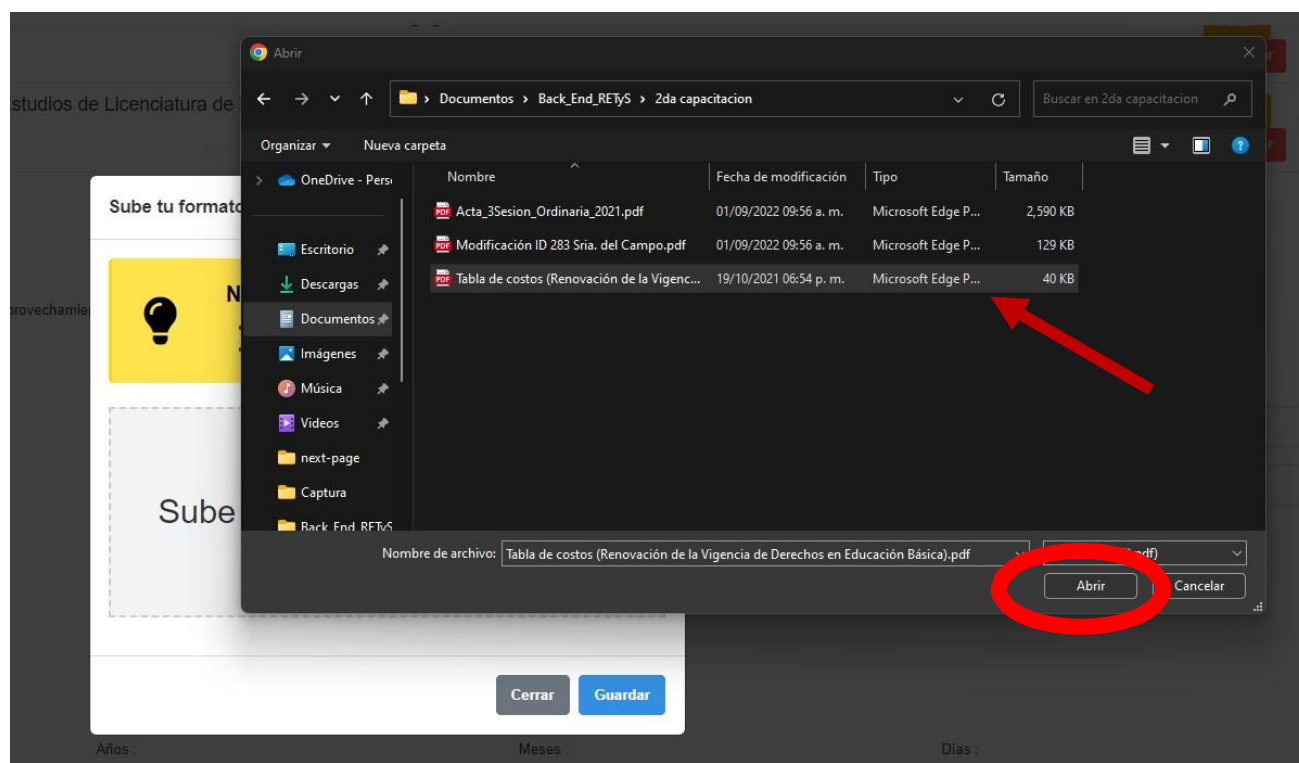 Abrir
Documentos > Back_End_RETyS > 2da capacitacion
Buscar en 2da capacitacion
studios de Licenciatura de
Organizar Nueva carpeta
OneDrive - Pers
Nombre Fecha de modificación Tipo Tamaño
Sube tu formato
Acta_3Sesion_Ordinaria_2021.pdf 01/09/2022 09:56 a. m. Microsoft Edge P... 2,590 KB
Escritorio
Modificación ID 283 Sria. del Campo.pdf 01/09/2022 09:56 a. m. Microsoft Edge P... 129 KB
Descargas
Tabla de costos (Renovación de la Vigenc... 19/10/2021 06:54 p. m. Microsoft Edge P... 40 KB
N
rovechamie
Documentos
Imágenes
Música
Videos
next-page
Captura
Sube
Back_End_RETyS
Nombre de archivo: Tabla de costos (Renovación de la Vigencia de Derechos en Educación Básica).pdf
pdf)
Abrir Cancelar
Cerrar Guardar
Años : Meses : Días :